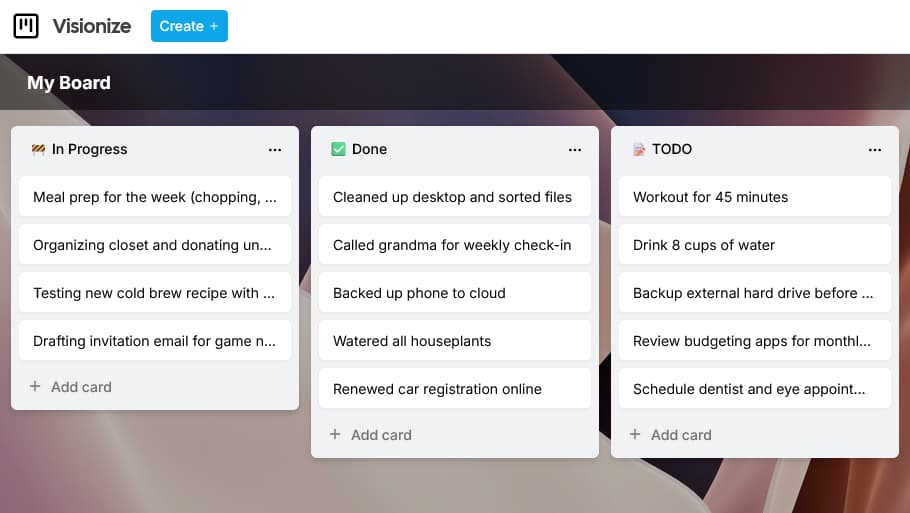 Visionize
Create +
My Board
🚧 In Progress
Meal prep for the week (chopping, ...
Organizing closet and donating un...
Testing new cold brew recipe with ...
Drafting invitation email for game n...
+ Add card
✅ Done
Cleaned up desktop and sorted files
Called grandma for weekly check-in
Backed up phone to cloud
Watered all houseplants
Renewed car registration online
+ Add card
📝 TODO
Workout for 45 minutes
Drink 8 cups of water
Backup external hard drive before ...
Review budgeting apps for monthl...
Schedule dentist and eye appoint...
+ Add card